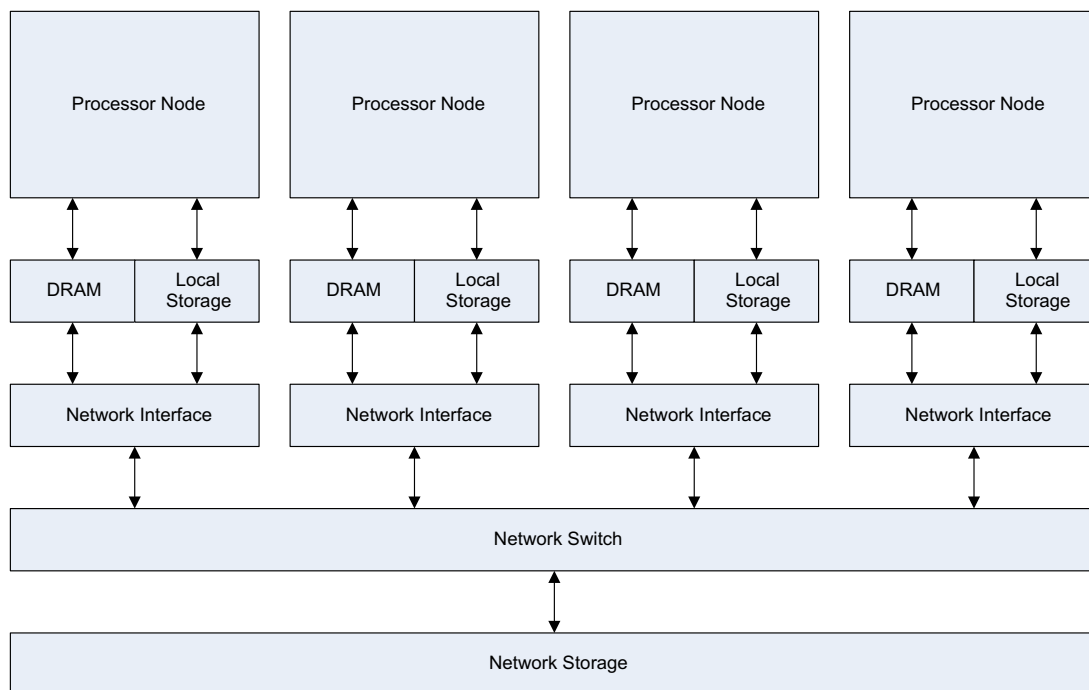 Processor Node
Processor Node
Processor Node
Processor Node
DRAM
Local
Storage
DRAM
Local
Storage
DRAM
Local
Storage
DRAM
Local
Storage
Network Interface
Network Interface
Network Interface
Network Interface
Network Switch
Network Storage